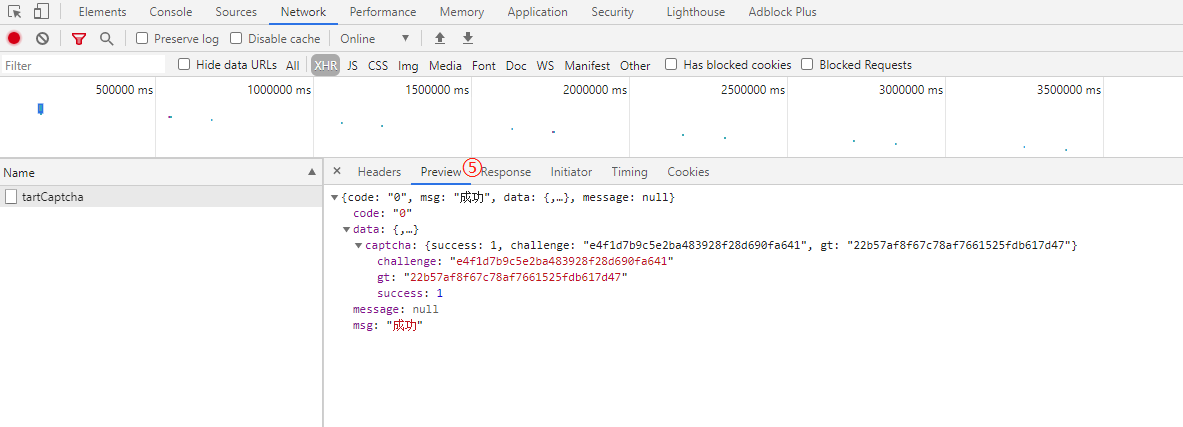 Elements Console Sources Network Performance Memory Application Security Lighthouse Adblock Plus
Preserve log Disable cache Online ▼
Filter Hide data URLs All XHR JS CSS Img Media Font Doc WS Manifest Other Has blocked cookies Blocked Requests
500000 ms 1000000 ms 1500000 ms 2000000 ms 2500000 ms 3000000 ms 3500000 ms
Name ▲ × Headers Preview ⑤ Response Initiator Timing Cookies
tartCaptcha
▼{code: "0", msg: "成功", data: {,…}, message: null}
code: "0"
▼data: {,…}
▼captcha: {success: 1, challenge: "e4f1d7b9c5e2ba483928f28d690fa641", gt: "22b57af8f67c78af7661525fdb617d47"}
challenge: "e4f1d7b9c5e2ba483928f28d690fa641"
gt: "22b57af8f67c78af7661525fdb617d47"
success: 1
message: null
msg: "成功"